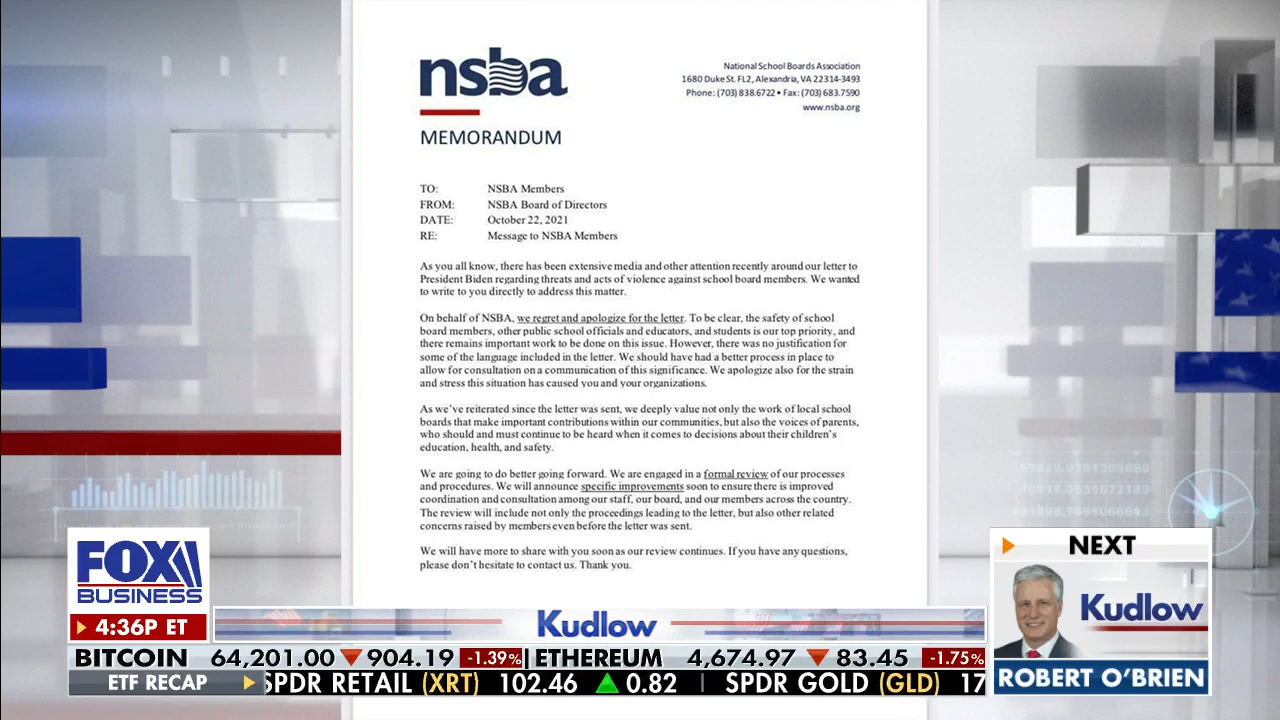 nsba
National School Boards Association
1680 Duke St. FL2, Alexandria, VA 22314-3493
Phone: (703) 838.6722 • Fax: (703) 683.7590
www.nsba.org
MEMORANDUM
TO: NSBA Members
FROM: NSBA Board of Directors
DATE: October 22, 2021
RE: Message to NSBA Members
As you all know, there has been extensive media and other attention recently around our letter to
President Biden regarding threats and acts of violence against school board members. We wanted
to write to you directly to address this matter.
On behalf of NSBA, we regret and apologize for the letter. To be clear, the safety of school
board members, other public school officials and educators, and students is our top priority, and
there remains important work to be done on this issue. However, there was no justification for
some of the language included in the letter. We should have had a better process in place to
allow for consultation on a communication of this significance. We apologize also for the strain
and stress this situation has caused you and your organizations.
As we've reiterated since the letter was sent, we deeply value not only the work of local school
boards that make important contributions within our communities, but also the voices of parents,
who should and must continue to be heard when it comes to decisions about their children's
education, health, and safety.
We are going to do better going forward. We are engaged in a formal review of our processes
and procedures. We will announce specific improvements soon to ensure there is improved
coordination and consultation among our staff, our board, and our members across the country.
The review will include not only the proceedings leading to the letter, but also other related
concerns raised by members even before the letter was sent.
We will have more to share with you soon as our review continues. If you have any questions,
please don't hesitate to contact us. Thank you.
FOX
BUSINESS
4:36P ET
Kudlow
NEXT
Kudlow
ROBERT O'BRIEN
BITCOIN 64,201.00 ▼ 904.19 -1.39% | ETHEREUM 4,674.97 ▼ 83.45 -1.75%
ETF RECAP SPDR RETAIL (XRT) 102.46 ▲ 0.82 | SPDR GOLD (GLD) 17